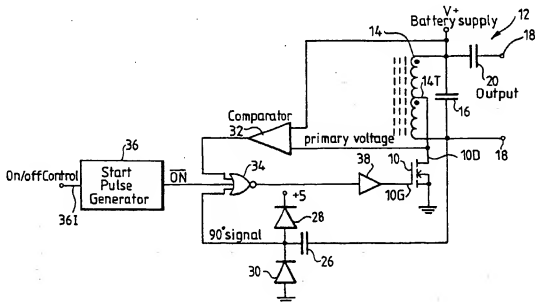 V+
Battery supply
12
14
18
14T
20
Output
16
Comparator
32
primary voltage
18
36
34
38
10
10D
On/off Control
Start
Pulse
Generator
ON
10G
36I
+5
28
90° signal
26
30